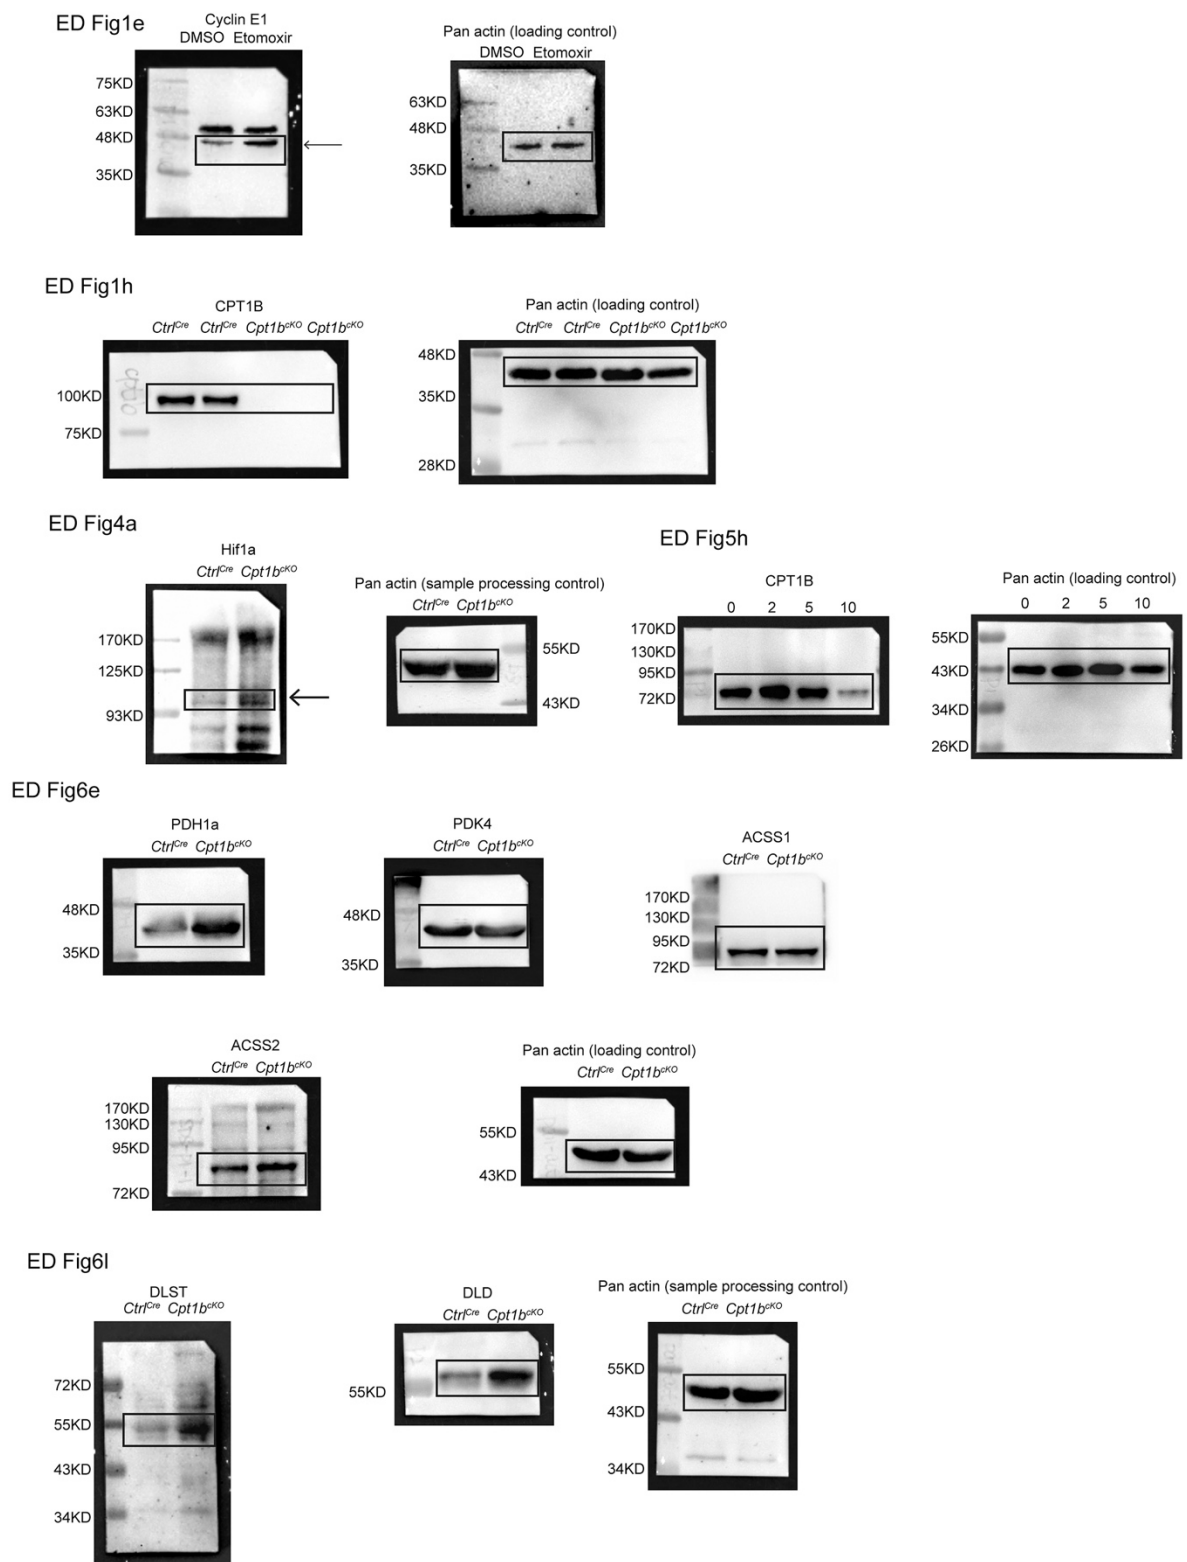 ED Fig1e
Cyclin E1
DMSO Etomoxir
75KD
63KD
48KD
35KD
Pan actin (loading control)
DMSO Etomoxir
63KD
48KD
35KD
ED Fig1h
CPT1B
CtrlCre CtrlCre Cpt1bcKO Cpt1bcKO
100KD
75KD
Pan actin (loading control)
CtrlCre CtrlCre Cpt1bcKO Cpt1bcKO
48KD
35KD
28KD
ED Fig4a
Hif1a
CtrlCre Cpt1bcKO
170KD
125KD
93KD
Pan actin (sample processing control)
CtrlCre Cpt1bcKO
55KD
43KD
ED Fig5h
CPT1B
0 2 5 10
170KD
130KD
95KD
72KD
Pan actin (loading control)
0 2 5 10
55KD
43KD
34KD
26KD
ED Fig6e
PDH1a
CtrlCre Cpt1bcKO
48KD
35KD
PDK4
CtrlCre Cpt1bcKO
48KD
35KD
ACSS1
CtrlCre Cpt1bcKO
170KD
130KD
95KD
72KD
ACSS2
CtrlCre Cpt1bcKO
170KD
130KD
95KD
72KD
Pan actin (loading control)
CtrlCre Cpt1bcKO
55KD
43KD
ED Fig6l
DLST
CtrlCre Cpt1bcKO
72KD
55KD
43KD
34KD
DLD
CtrlCre Cpt1bcKO
55KD
Pan actin (sample processing control)
CtrlCre Cpt1bcKO
55KD
43KD
34KD